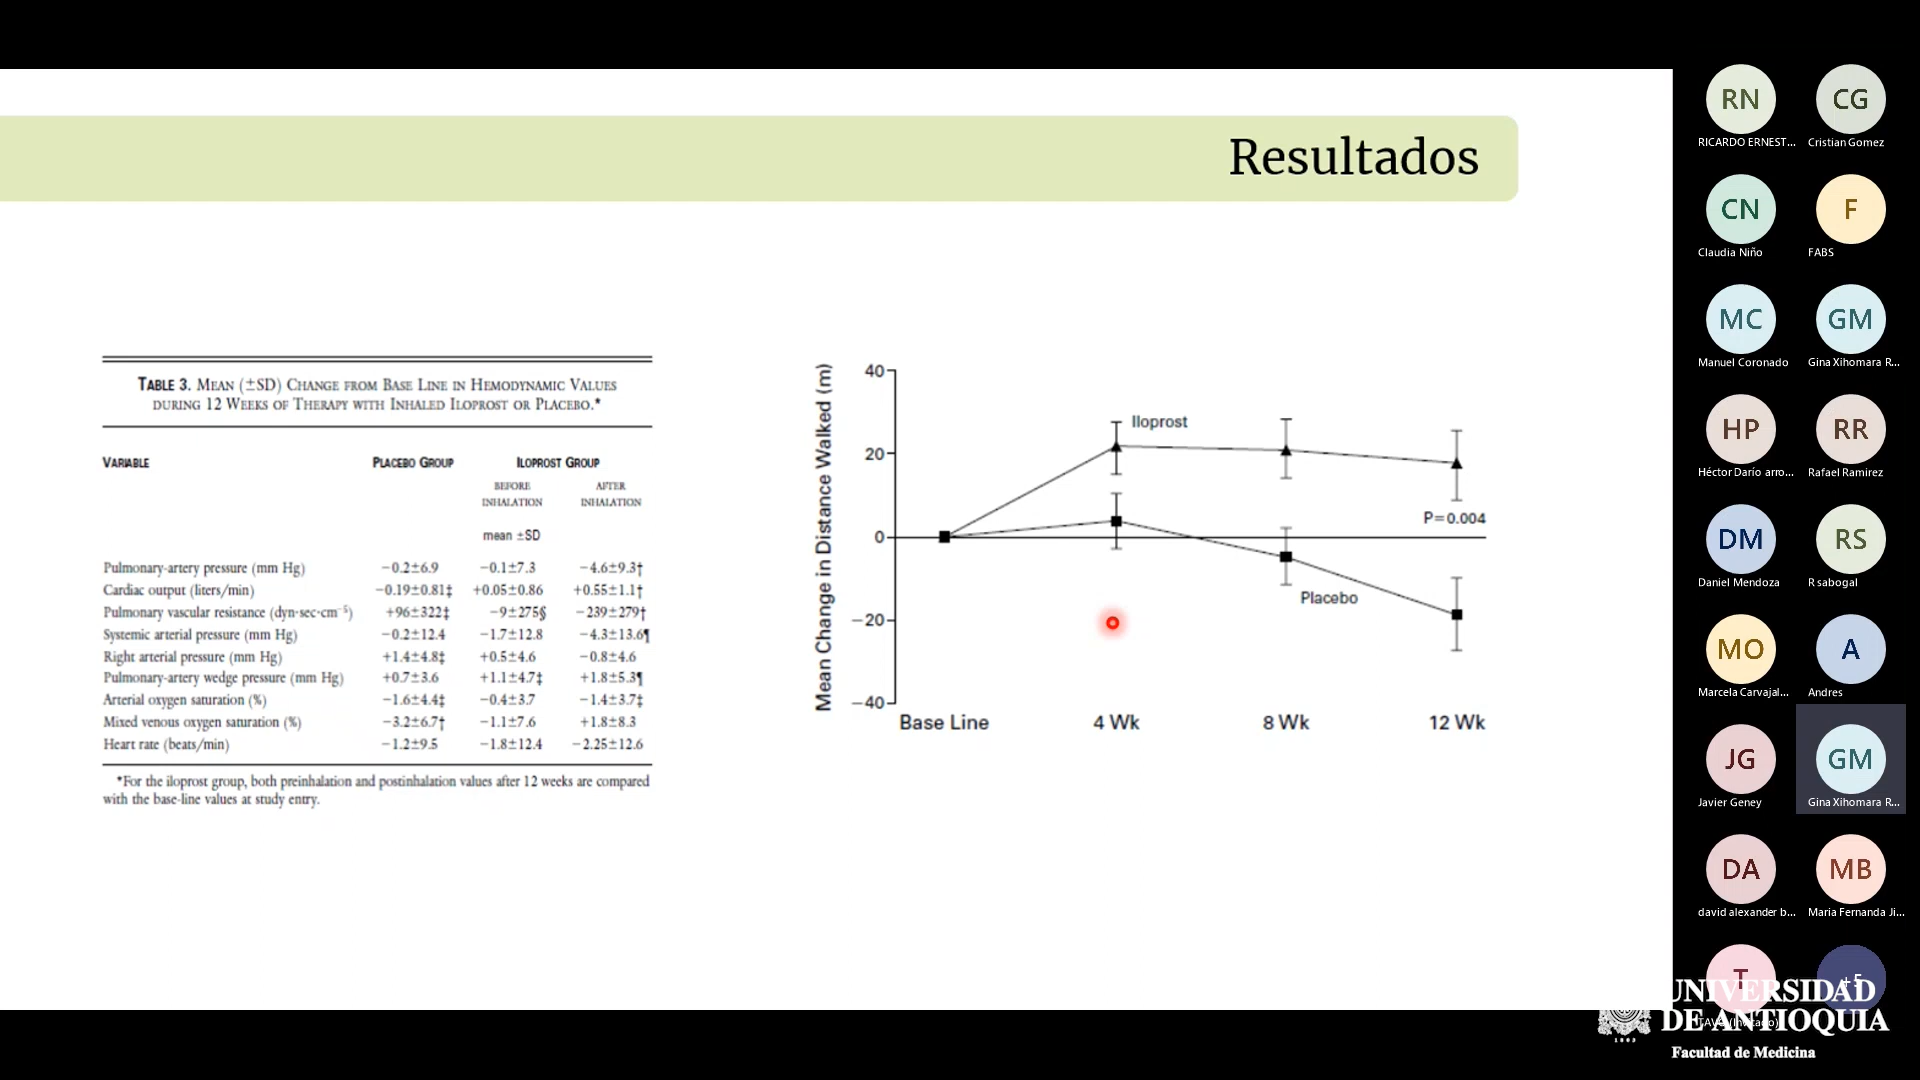 Resultados
TABLE 3. MEAN (±SD) CHANGE FROM BASE LINE IN HEMODYNAMIC VALUES
DURING 12 WEEKS OF THERAPY WITH INHALED ILOPROST OR PLACEBO.*
VARIABLE PLACEBO GROUP ILOPROST GROUP
BEFORE INHALATION AFTER INHALATION
mean ±SD
Pulmonary-artery pressure (mm Hg) −0.2±6.9 −0.1±7.3 −4.6±9.3†
Cardiac output (liters/min) −0.19±0.81‡ +0.05±0.86 +0.55±1.1†
Pulmonary vascular resistance (dyn·sec·cm⁻⁵) +96±322‡ −9±275§ −239±279†
Systemic arterial pressure (mm Hg) −0.2±12.4 −1.7±12.8 −4.3±13.6¶
Right arterial pressure (mm Hg) +1.4±4.8‡ +0.5±4.6 −0.8±4.6
Pulmonary-artery wedge pressure (mm Hg) +0.7±3.6 +1.1±4.7‡ +1.8±5.3¶
Arterial oxygen saturation (%) −1.6±4.4‡ −0.4±3.7 −1.4±3.7‡
Mixed venous oxygen saturation (%) −3.2±6.7† −1.1±7.6 +1.8±8.3
Heart rate (beats/min) −1.2±9.5 −1.8±12.4 −2.25±12.6
*For the iloprost group, both preinhalation and postinhalation values after 12 weeks are compared
with the base-line values at study entry.
Mean Change in Distance Walked (m)
40
20
0
−20
−40
Iloprost
P=0.004
Placebo
Base Line 4 Wk 8 Wk 12 Wk
RN CG
RICARDO ERNEST... Cristian Gomez
CN F
Claudia Niño FABS
MC GM
Manuel Coronado Gina Xihomara R...
HP RR
Héctor Darío arro... Rafael Ramirez
DM RS
Daniel Mendoza R sabogal
MO A
Marcela Carvajal... Andres
JG GM
Javier Geney Gina Xihomara R...
DA MB
david alexander b... Maria Fernanda Ji...
T +5
UNIVERSIDAD
DE ANTIOQUIA
1803
Facultad de Medicina